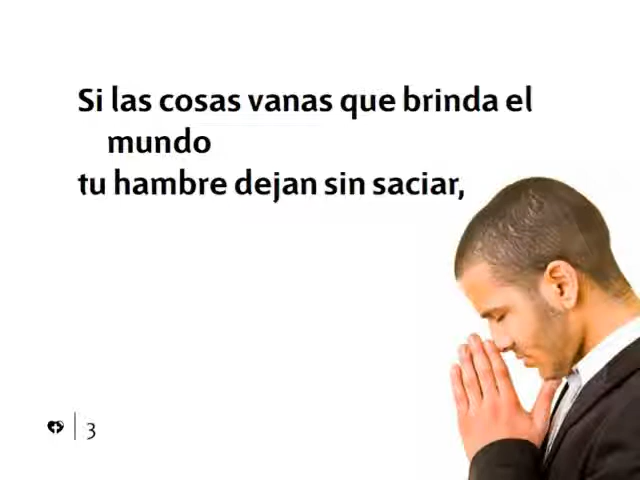 Si las cosas vanas que brinda el
mundo
tu hambre dejan sin saciar,
3